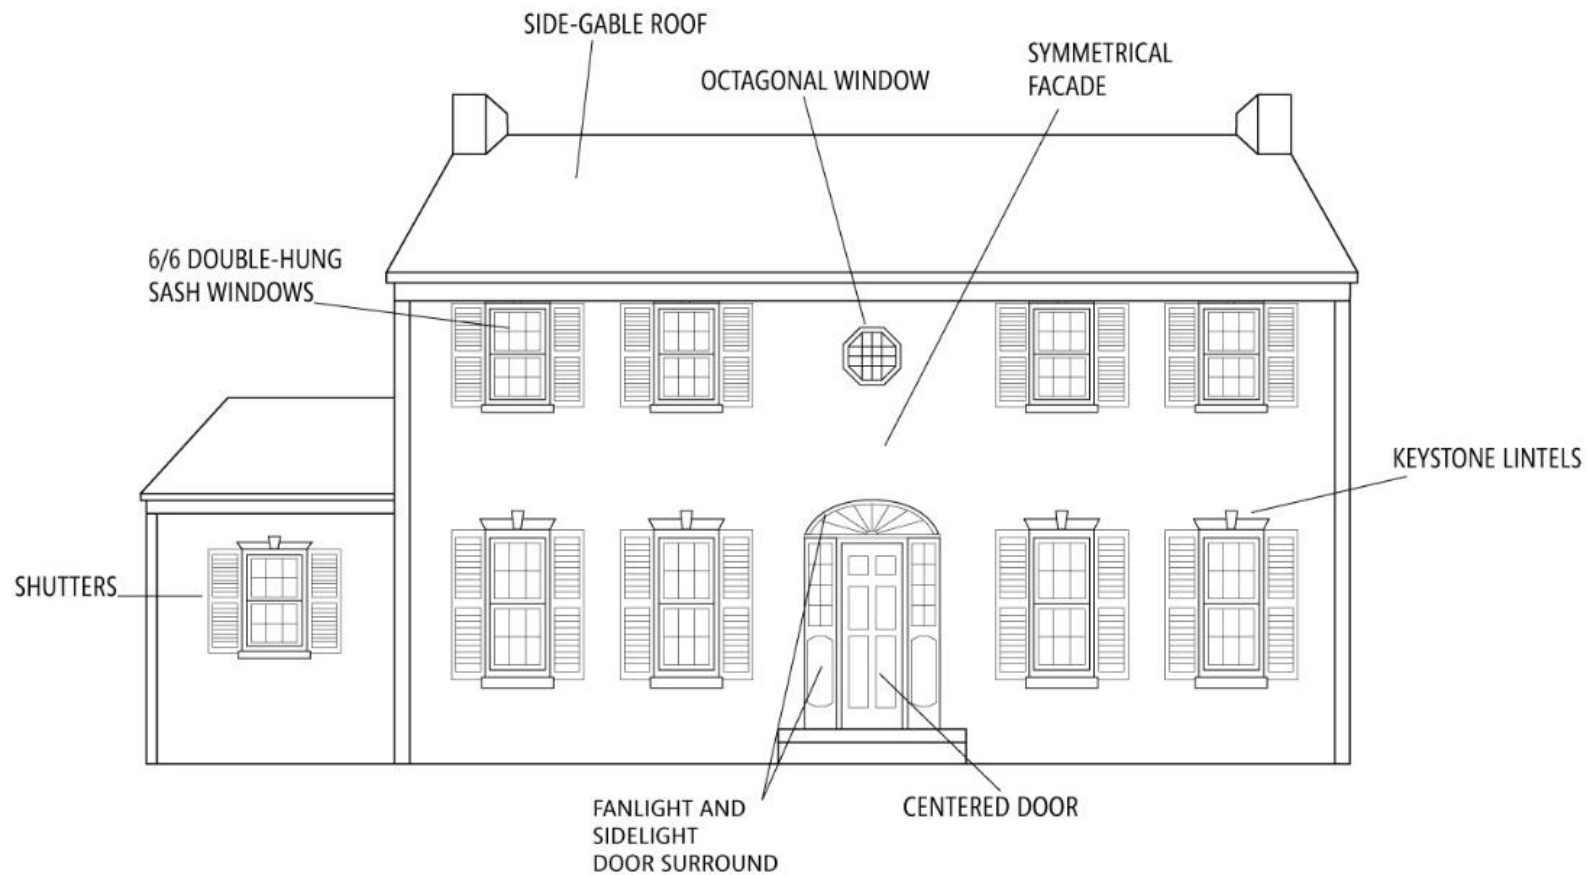 SIDE-GABLE ROOF
OCTAGONAL WINDOW
SYMMETRICAL
FACADE
6/6 DOUBLE-HUNG
SASH WINDOWS
KEYSTONE LINTELS
SHUTTERS
FANLIGHT AND
SIDELIGHT
DOOR SURROUND
CENTERED DOOR